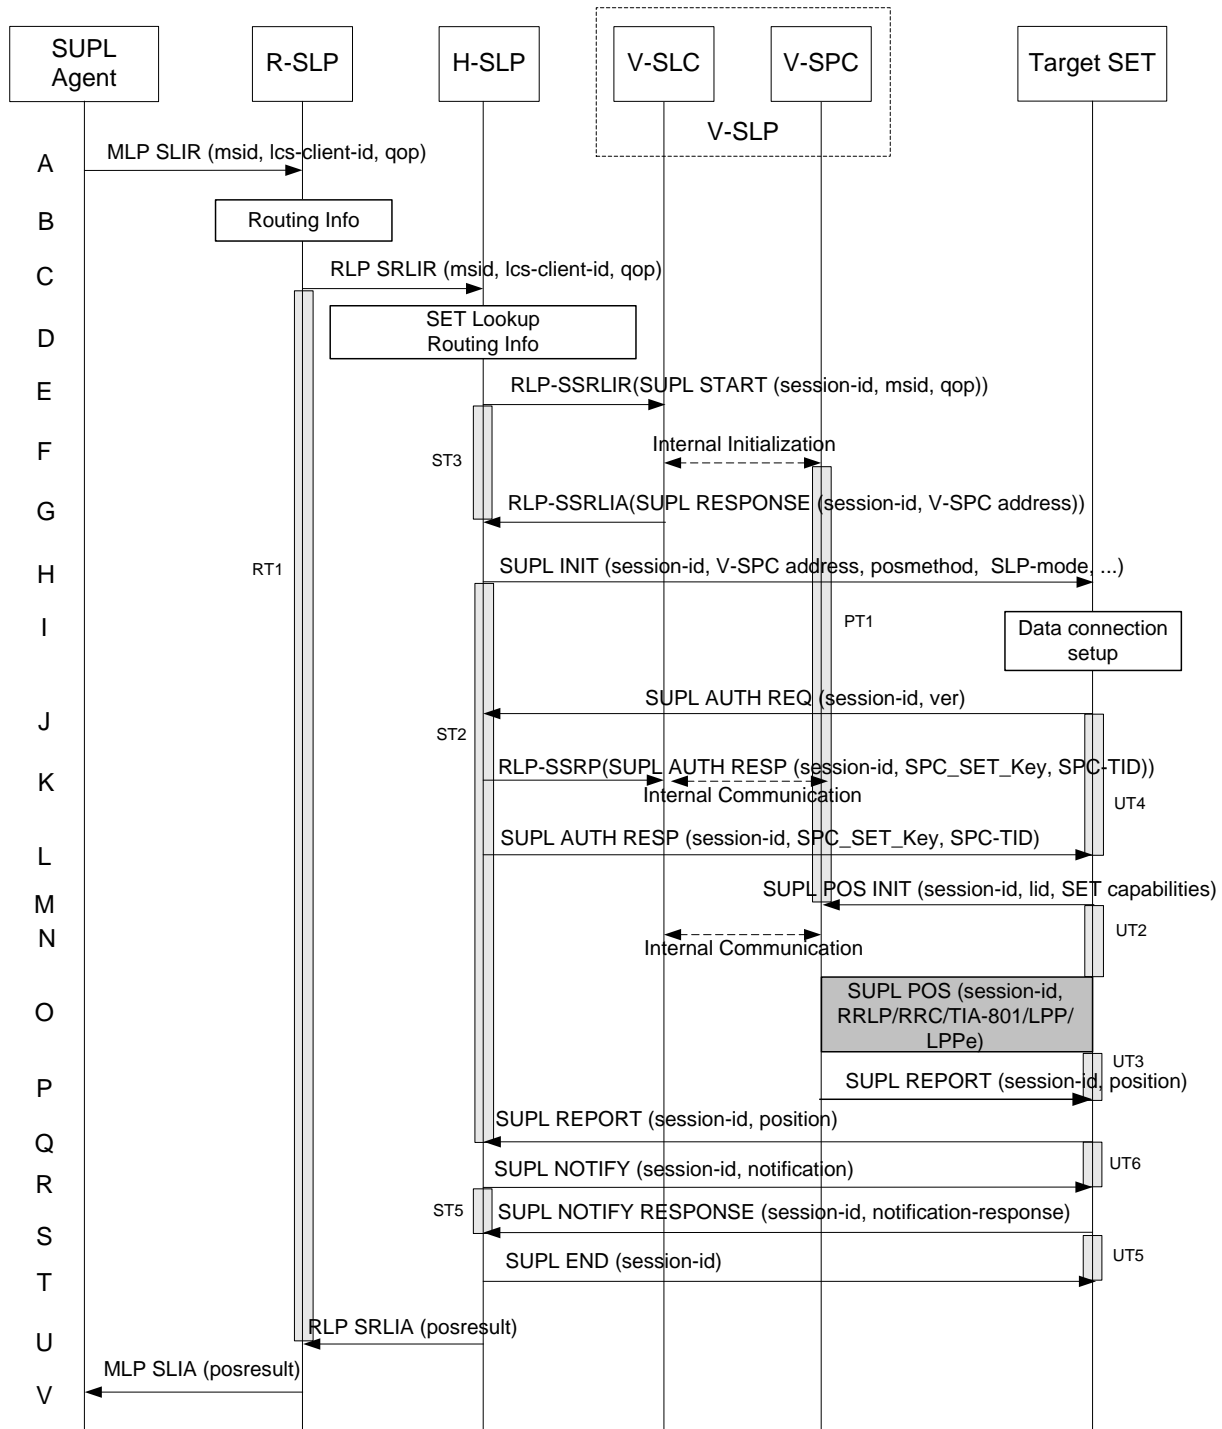 SUPL
Agent
R-SLP
H-SLP
V-SLC
V-SPC
Target SET
V-SLP
A
MLP SLIR (msid, lcs-client-id, qop)
B
Routing Info
C
RLP SRLIR (msid, lcs-client-id, qop)
D
SET Lookup
Routing Info
E
RLP-SSRLIR(SUPL START (session-id, msid, qop))
F
ST3
Internal Initialization
G
RLP-SSRLIA(SUPL RESPONSE (session-id, V-SPC address))
RT1
H
SUPL INIT (session-id, V-SPC address, posmethod, SLP-mode, ...)
I
PT1
Data connection
setup
J
SUPL AUTH REQ (session-id, ver)
ST2
K
RLP-SSRP(SUPL AUTH RESP (session-id, SPC_SET_Key, SPC-TID))
Internal Communication
UT4
L
SUPL AUTH RESP (session-id, SPC_SET_Key, SPC-TID)
M
SUPL POS INIT (session-id, lid, SET capabilities)
N
Internal Communication
UT2
O
SUPL POS (session-id,
RRLP/RRC/TIA-801/LPP/
LPPe)
UT3
P
SUPL REPORT (session-id, position)
Q
SUPL REPORT (session-id, position)
R
SUPL NOTIFY (session-id, notification)
UT6
ST5
S
SUPL NOTIFY RESPONSE (session-id, notification-response)
UT5
T
SUPL END (session-id)
U
RLP SRLIA (posresult)
V
MLP SLIA (posresult)